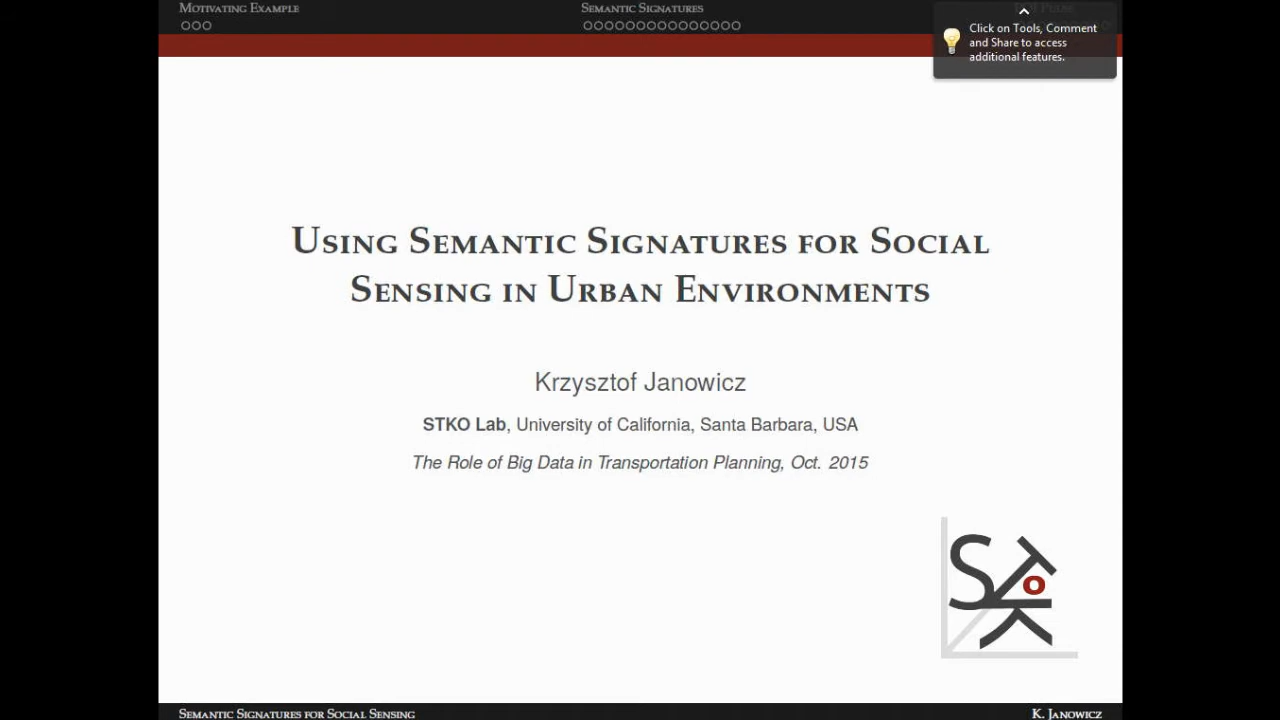 MOTIVATING EXAMPLE
SEMANTIC SIGNATURES
Click on Tools, Comment
and Share to access
additional features.
USING SEMANTIC SIGNATURES FOR SOCIAL
SENSING IN URBAN ENVIRONMENTS
Krzysztof Janowicz
STKO Lab, University of California, Santa Barbara, USA
The Role of Big Data in Transportation Planning, Oct. 2015
STKO
SEMANTIC SIGNATURES FOR SOCIAL SENSING
K. JANOWICZ